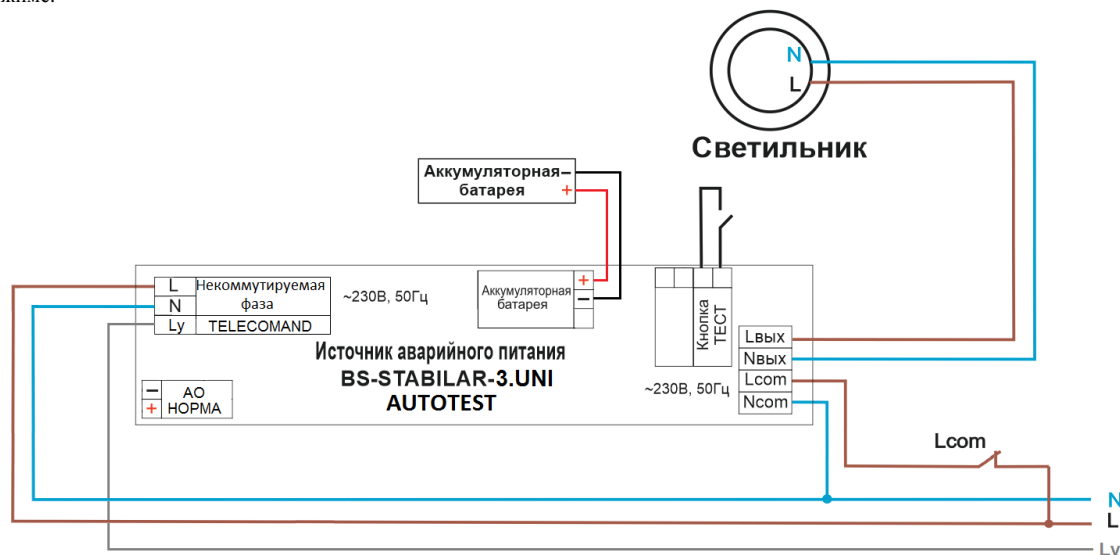 N
L
Светильник
Аккумуляторная –
батарея +
L Некоммутируемая
фаза
N
Ly TELECOMAND
~230В, 50Гц
Аккумуляторная
батарея
+
–
Кнопка
ТЕСТ
Источник аварийного питания
BS-STABILAR-3.UNI
AUTOTEST
– АО
+ НОРМА
~230В, 50Гц
Lвых
Nвых
Lcom
Ncom
Lcom
N
L
Ly